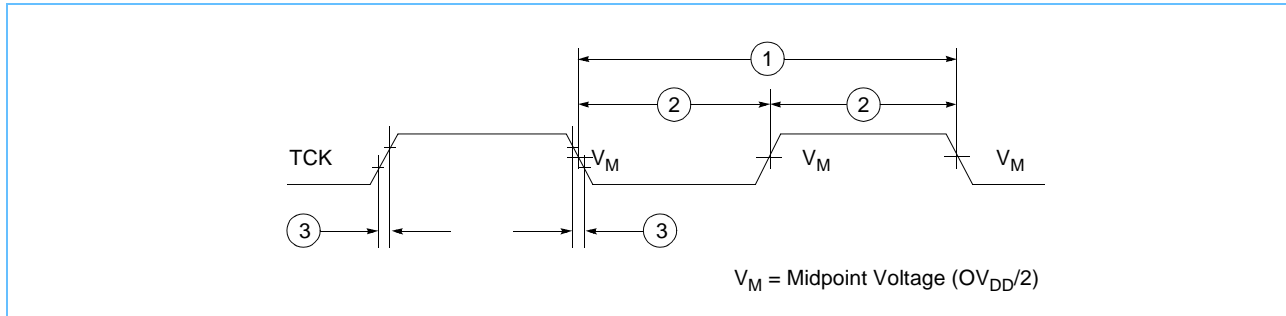 1
2 2
TCK V_M V_M V_M
3 3
V_M = Midpoint Voltage (OV_DD/2)